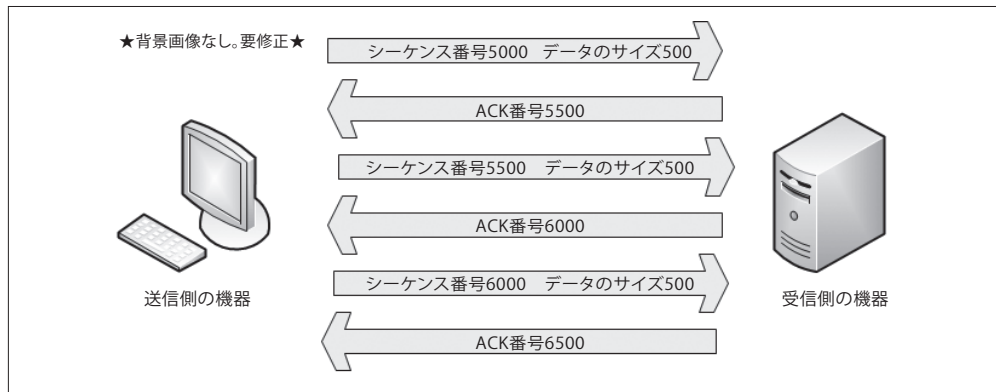 ★背景画像なし。要修正★
シーケンス番号5000 データのサイズ500
ACK番号5500
シーケンス番号5500 データのサイズ500
ACK番号6000
シーケンス番号6000 データのサイズ500
ACK番号6500
送信側の機器
受信側の機器